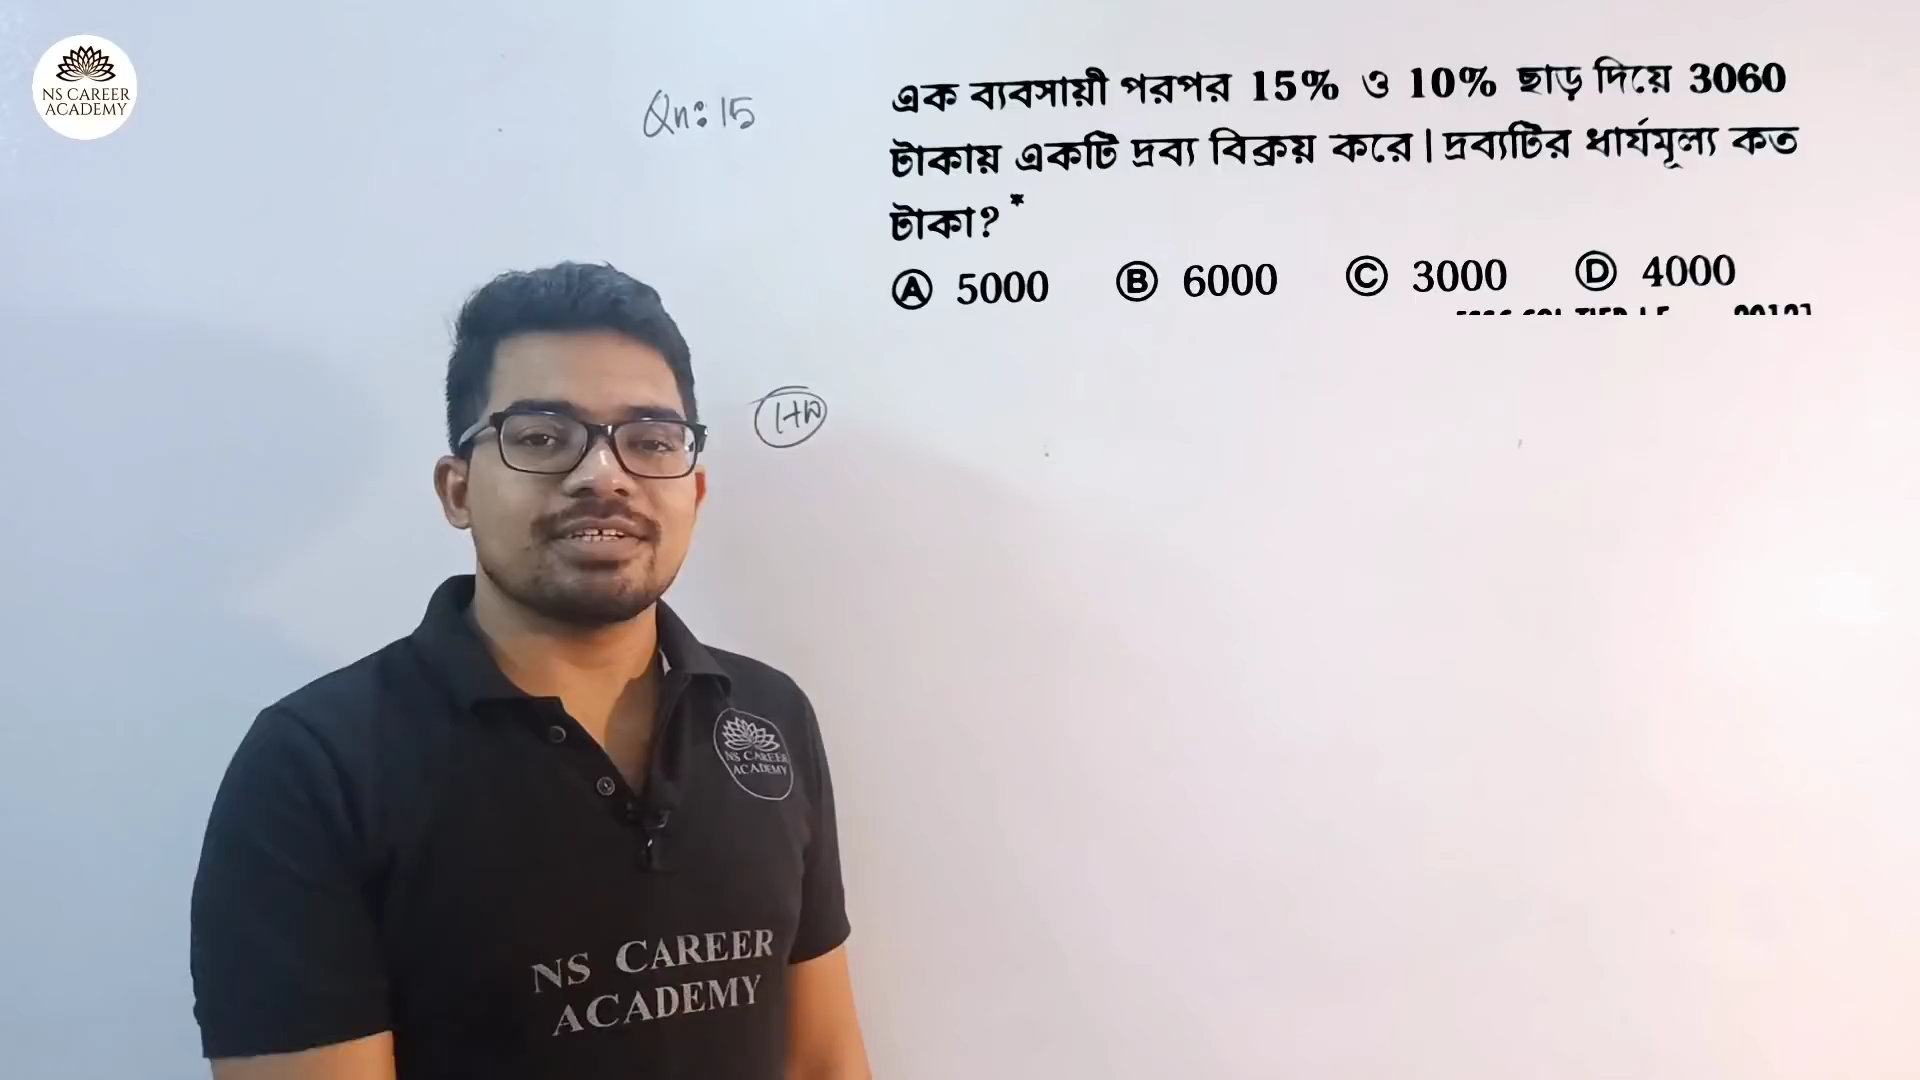 NS CAREER
ACADEMY
Qn: 15
এক ব্যবসায়ী পরপর 15% ও 10% ছাড় দিয়ে 3060
টাকায় একটি দ্রব্য বিক্রয় করে। দ্রব্যটির ধার্যমূল্য কত
টাকা? *
Ⓐ 5000 Ⓑ 6000 Ⓒ 3000 Ⓓ 4000
HW
NS CAREER
ACADEMY
NS CAREER
ACADEMY